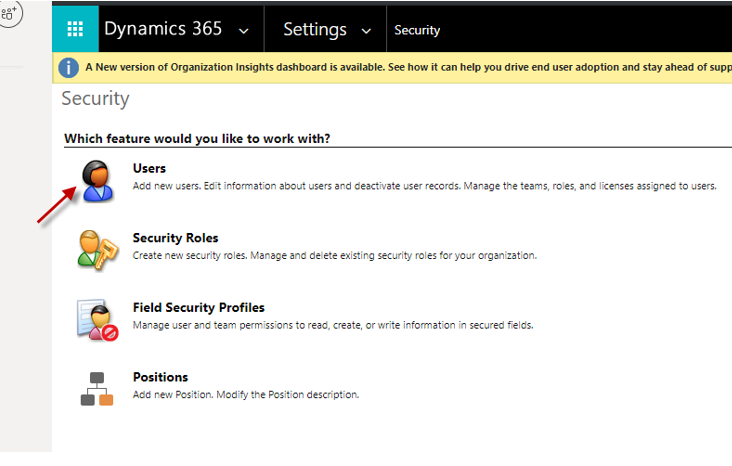 Dynamics 365 Settings Security
A New version of Organization Insights dashboard is available. See how it can help you drive end user adoption and stay ahead of supp
Security
Which feature would you like to work with?
Users
Add new users. Edit information about users and deactivate user records. Manage the teams, roles, and licenses assigned to users.
Security Roles
Create new security roles. Manage and delete existing security roles for your organization.
Field Security Profiles
Manage user and team permissions to read, create, or write information in secured fields.
Positions
Add new Position. Modify the Position description.